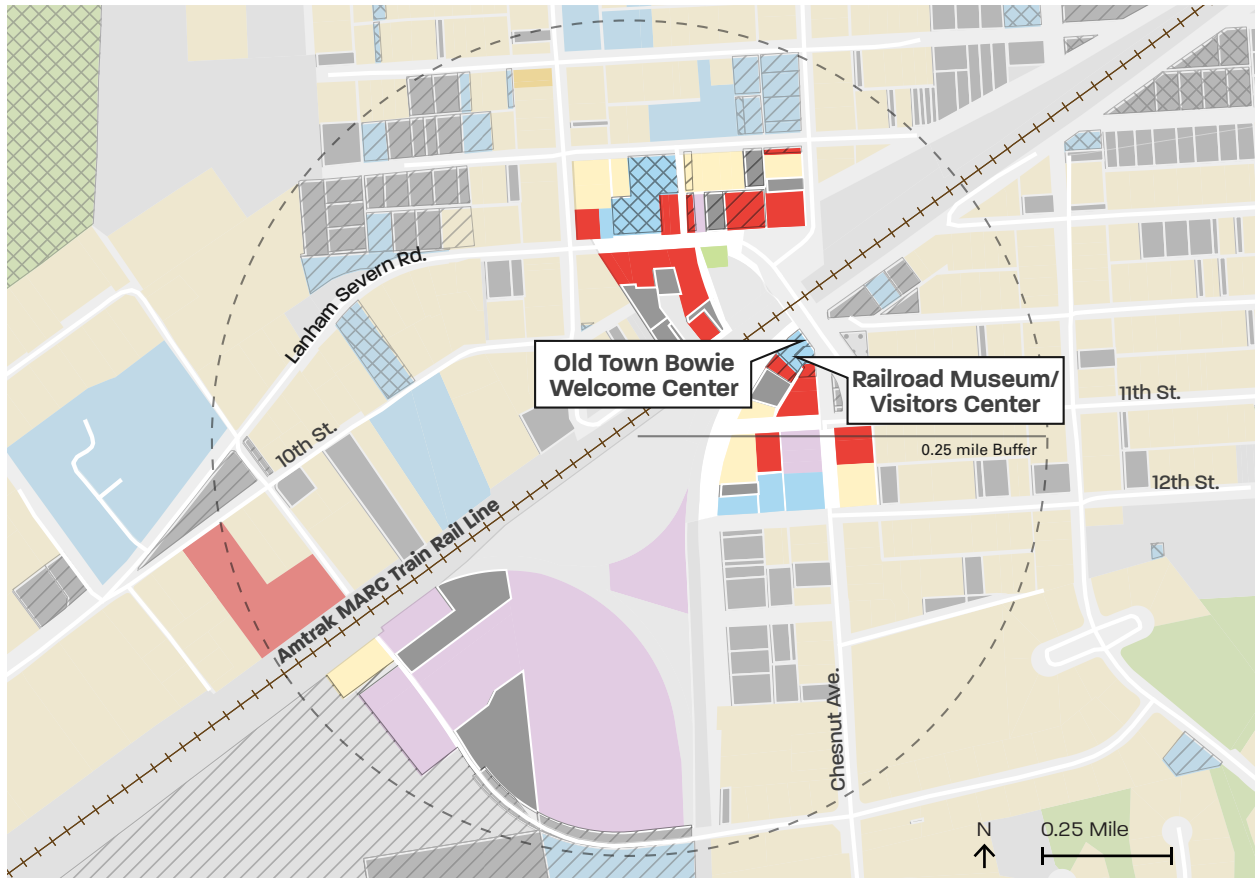 Lanham Severn Rd.
Old Town Bowie
Welcome Center
Railroad Museum/
Visitors Center
11th St.
10th St.
0.25 mile Buffer
12th St.
Amtrak MARC Train Rail Line
Chesnut Ave.
N
0.25 Mile